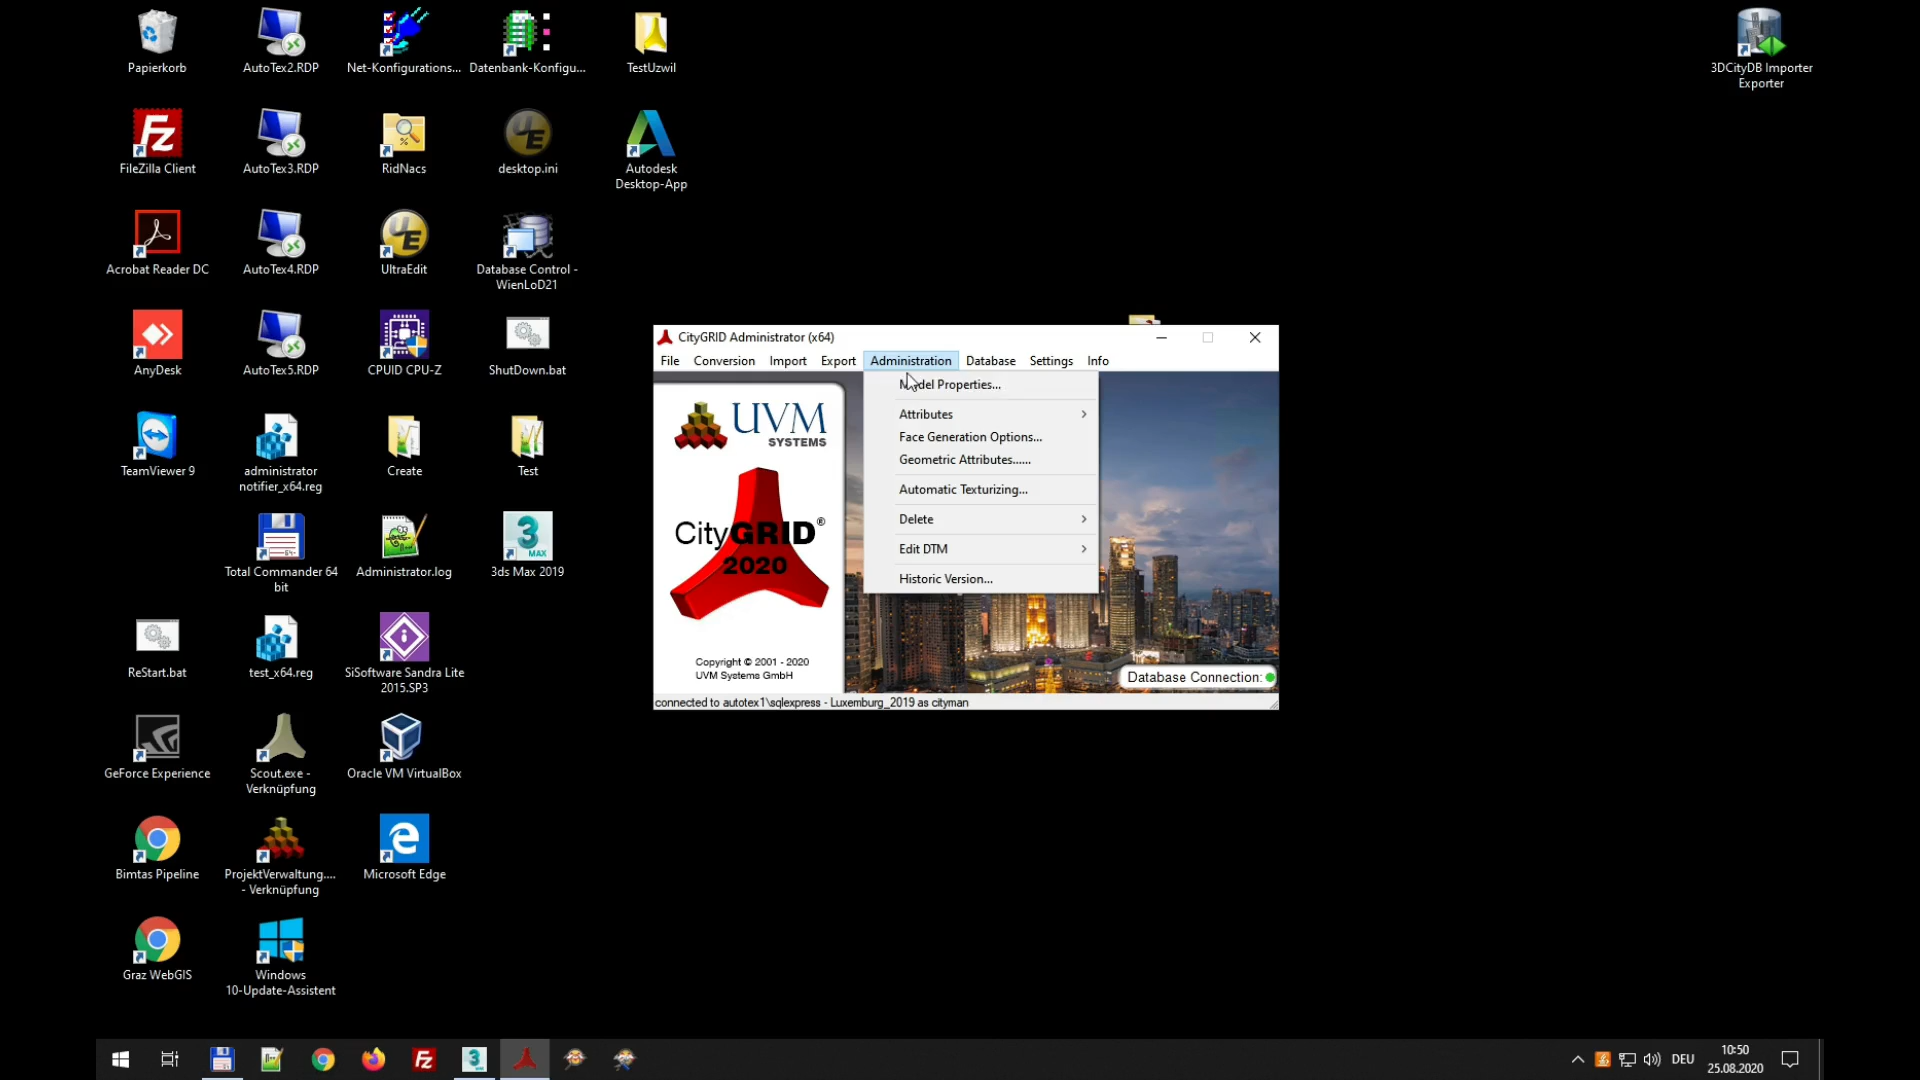 Papierkorb
AutoTex2.RDP
Net-Konfigurations...
Datenbank-Konfigu...
TestUzwil
3DCityDB Importer
Exporter
FileZilla Client
AutoTex3.RDP
RidNacs
desktop.ini
Autodesk
Desktop-App
Acrobat Reader DC
AutoTex4.RDP
UltraEdit
Database Control -
WienLoD21
AnyDesk
AutoTex5.RDP
CPUID CPU-Z
ShutDown.bat
TeamViewer 9
administrator
notifier_x64.reg
Create
Test
Total Commander 64
bit
Administrator.log
3ds Max 2019
ReStart.bat
test_x64.reg
SiSoftware Sandra Lite
2015.SP3
GeForce Experience
Scout.exe -
Verknüpfung
Oracle VM VirtualBox
Bimtas Pipeline
ProjektVerwaltung....
- Verknüpfung
Microsoft Edge
Graz WebGIS
Windows
10-Update-Assistent
CityGRID Administrator (x64)
File Conversion Import Export Administration Database Settings Info
Model Properties...
Attributes
Face Generation Options...
Geometric Attributes......
Automatic Texturizing...
Delete
Edit DTM
Historic Version...
UVM
SYSTEMS
CityGRID®
2020
Copyright © 2001 - 2020
UVM Systems GmbH
Database Connection:
connected to autotex1\sqlexpress - Luxemburg_2019 as cityman
DEU
10:50
25.08.2020